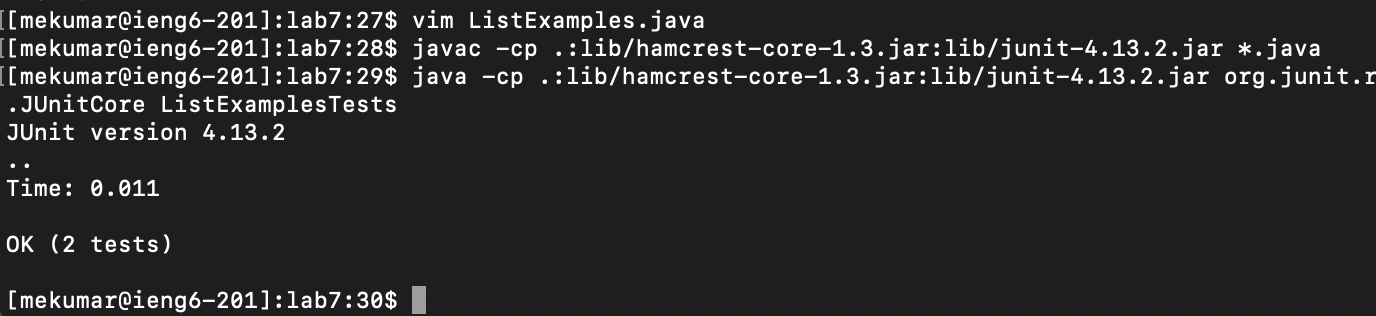 [[mekumar@ieng6-201]:lab7:27$ vim ListExamples.java
[[mekumar@ieng6-201]:lab7:28$ javac -cp .:lib/hamcrest-core-1.3.jar:lib/junit-4.13.2.jar *.java
[[mekumar@ieng6-201]:lab7:29$ java -cp .:lib/hamcrest-core-1.3.jar:lib/junit-4.13.2.jar org.junit.r
.JUnitCore ListExamplesTests
JUnit version 4.13.2
..
Time: 0.011
OK (2 tests)
[mekumar@ieng6-201]:lab7:30$